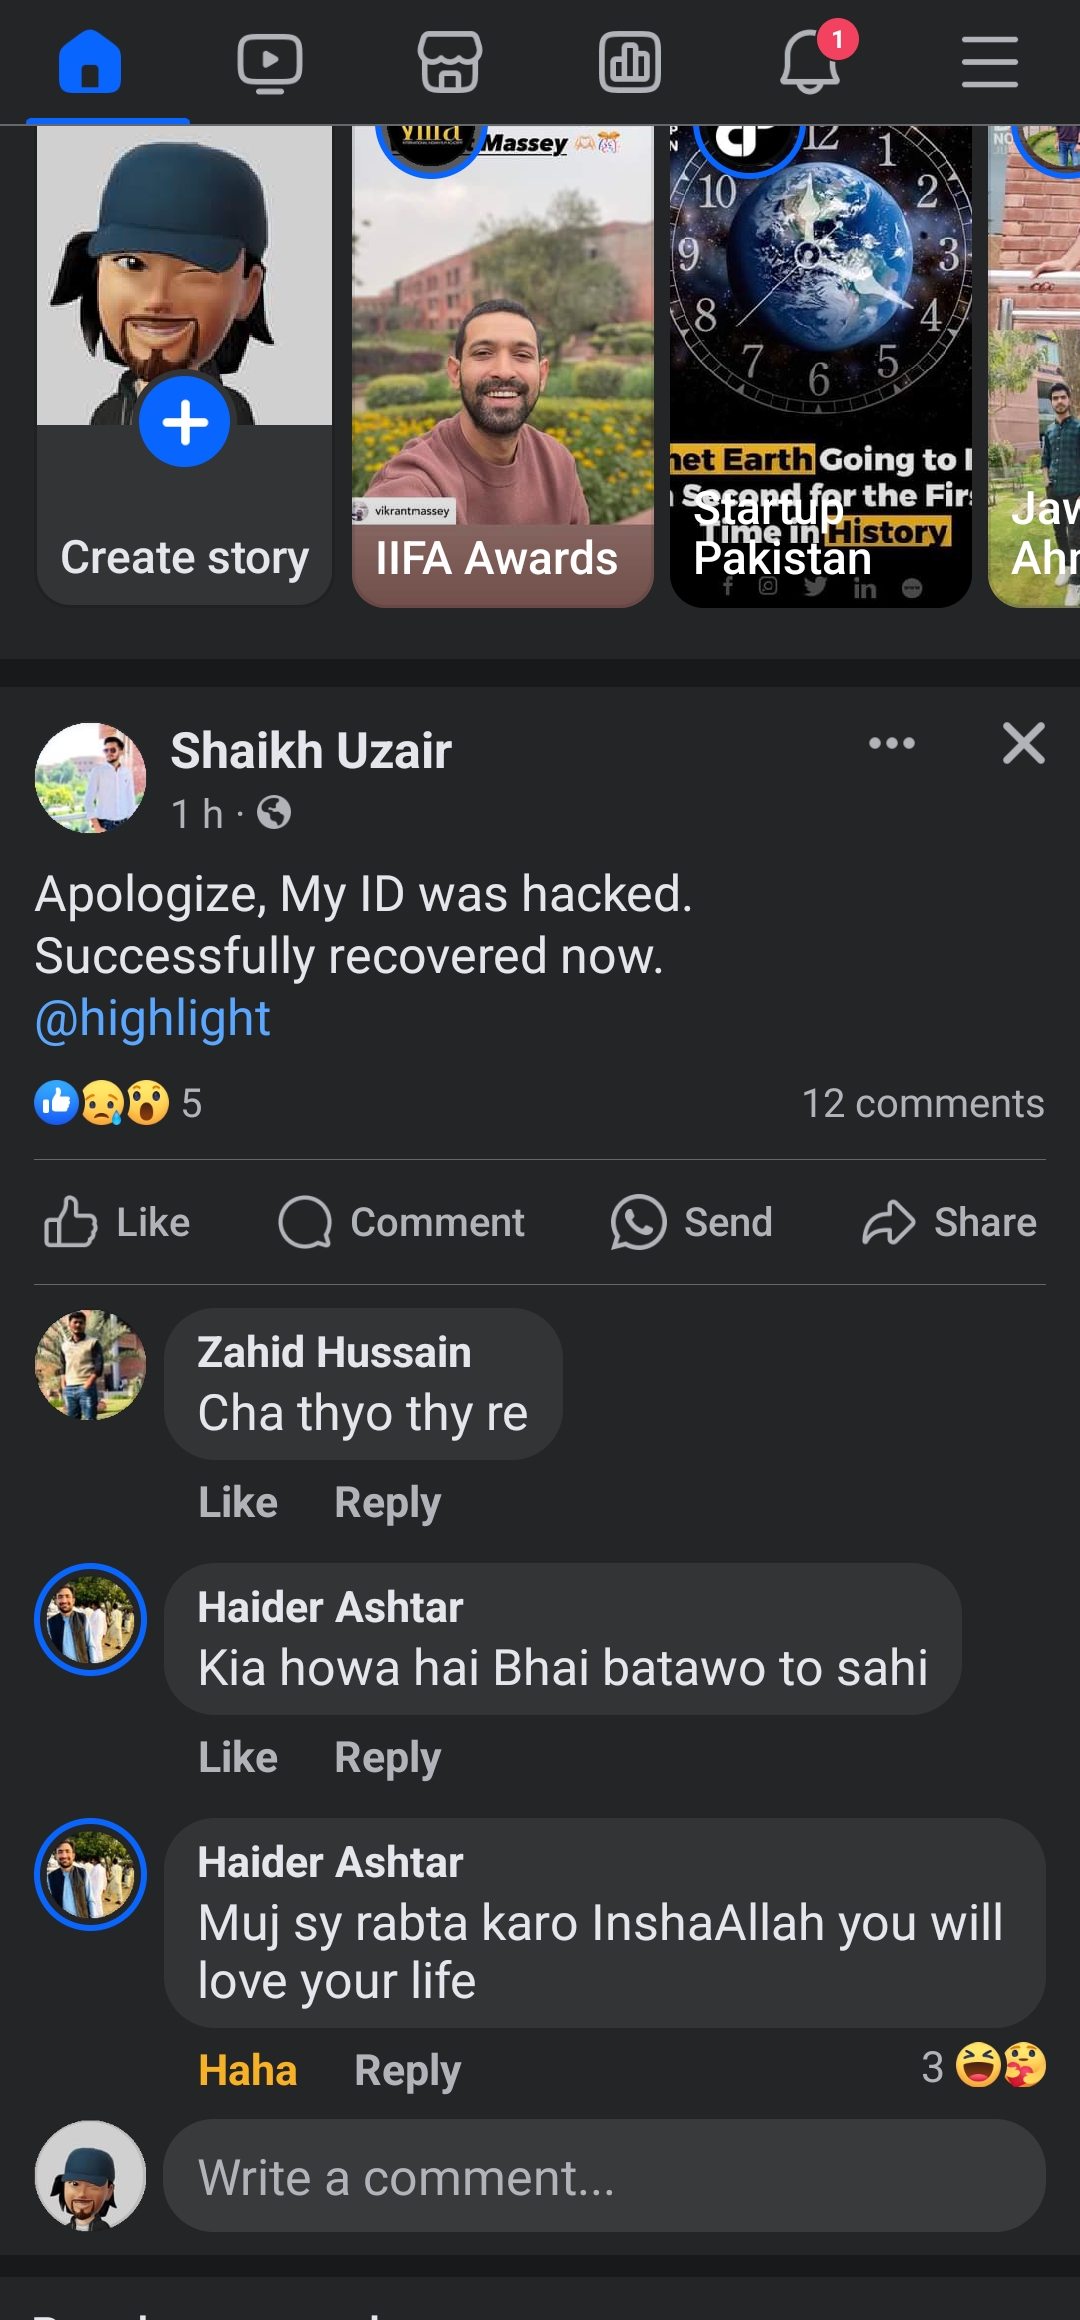 1
Massey
12
1
10
2
9
3
8
4
7
5
6
vikrantmassey
net Earth Going to
Second for the Fir
Time in History
Create story
IIFA Awards
Startup
Pakistan
Shaikh Uzair
1 h ·
Apologize, My ID was hacked.
Successfully recovered now.
@highlight
5
12 comments
Like
Comment
Send
Share
Zahid Hussain
Cha thyo thy re
Like
Reply
Haider Ashtar
Kia howa hai Bhai batawo to sahi
Like
Reply
Haider Ashtar
Muj sy rabta karo InshaAllah you will
love your life
Haha
Reply
3
Write a comment...